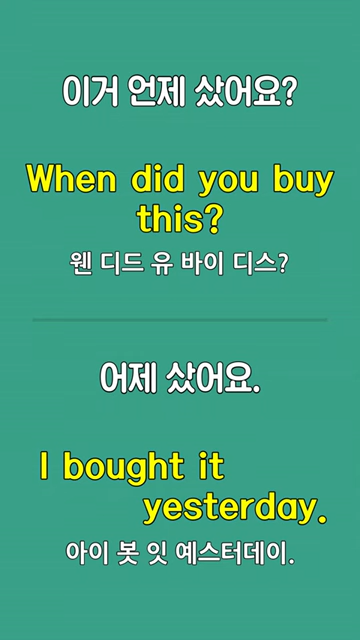 이거 언제 샀어요?
When did you buy
this?
웬 디드 유 바이 디스?
어제 샀어요.
I bought it
yesterday.
아이 봇 잇 예스터데이.